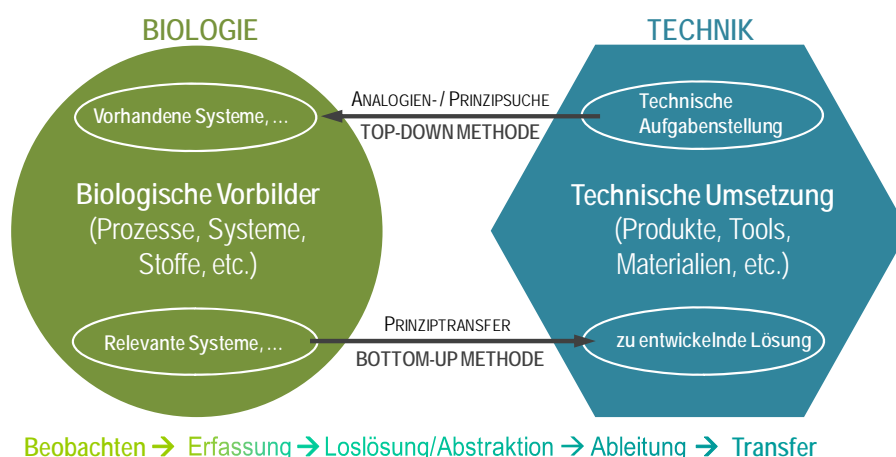 BIOLOGIE
TECHNIK
Vorhandene Systeme, ...
ANALOGIEN- / PRINZIPSUCHE
TOP-DOWN METHODE
Technische
Aufgabenstellung
Biologische Vorbilder
(Prozesse, Systeme,
Stoffe, etc.)
Technische Umsetzung
(Produkte, Tools,
Materialien, etc.)
Relevante Systeme, ...
PRINZIPTRANSFER
BOTTOM-UP METHODE
zu entwickelnde Lösung
Beobachten → Erfassung → Loslösung/Abstraktion → Ableitung → Transfer